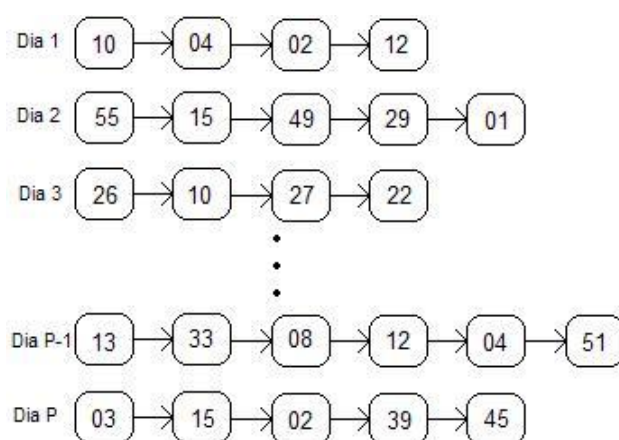 Dia 1 10 04 02 12
Dia 2 55 15 49 29 01
Dia 3 26 10 27 22
Dia P-1 13 33 08 12 04 51
Dia P 03 15 02 39 45